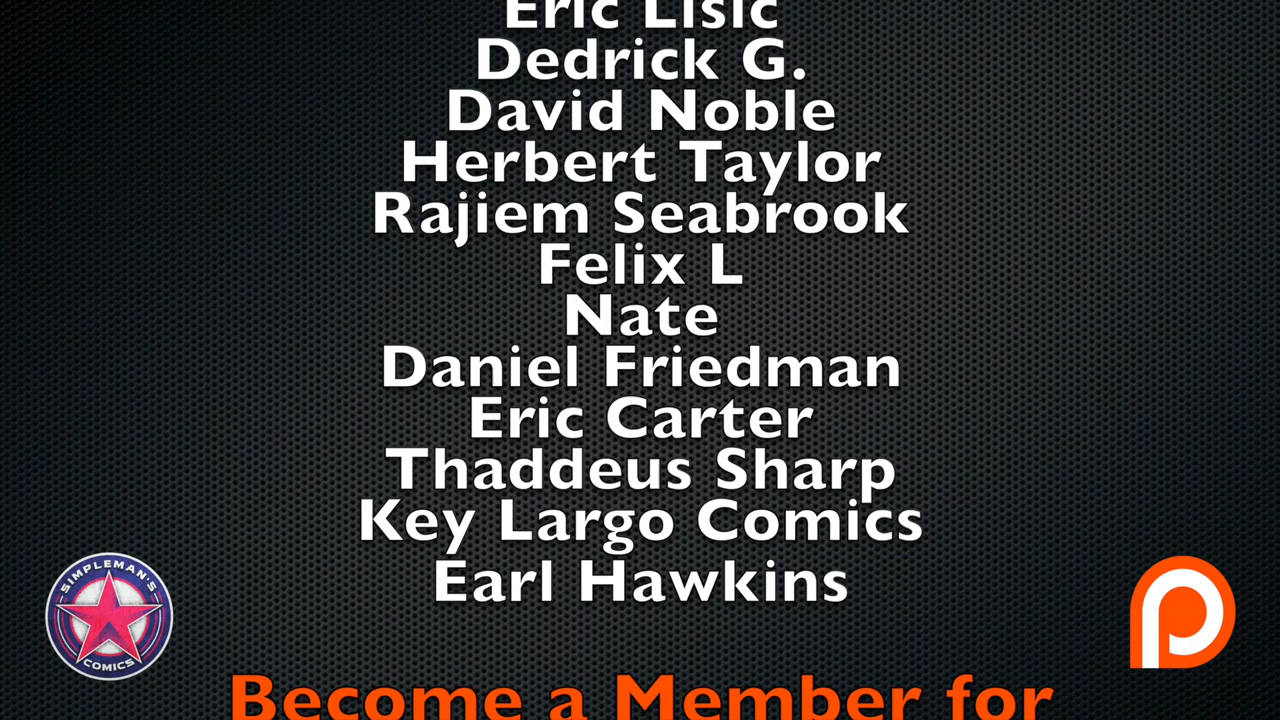 Eric Lisic
Dedrick G.
David Noble
Herbert Taylor
Rajiem Seabrook
Felix L
Nate
Daniel Friedman
Eric Carter
Thaddeus Sharp
Key Largo Comics
Earl Hawkins
SIMPLEMAN'S
COMICS
Become a Member for